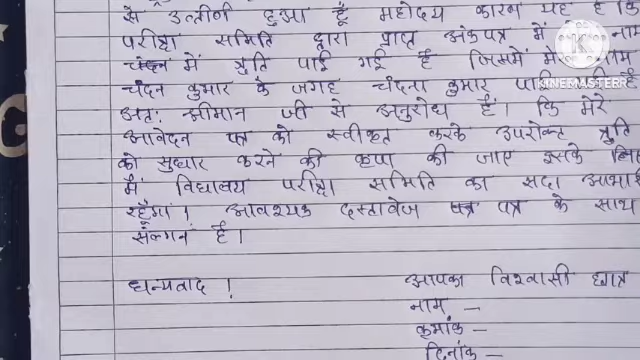 से उत्तीर्ण हुआ हूँ महोदय कारण यह है कि
परीक्षा समिति द्वारा प्राप्त अंकपत्र में नाम
चंदन में त्रुति पाई गई है जिसमें मेरा नाम
चंदन कुमार के जगह चंदना कुमार
अतः श्रीमान जी से अनुरोध हैं। कि मेरे
आवेदन पत्र को स्वीकृत करके उपरोक्त त्रुति
को सुधार करने की कृपा की जाए इसके लिए
मैं विद्यालय परीक्षा समिति का सदा आभारी
रहूँगा। आवश्यक दस्तावेज पत्र के साथ
संलग्न है।
धन्यवाद ! आपका विश्वासी छात्र
नाम –
क्रमांक –
दिनांक –
KINEMASTER